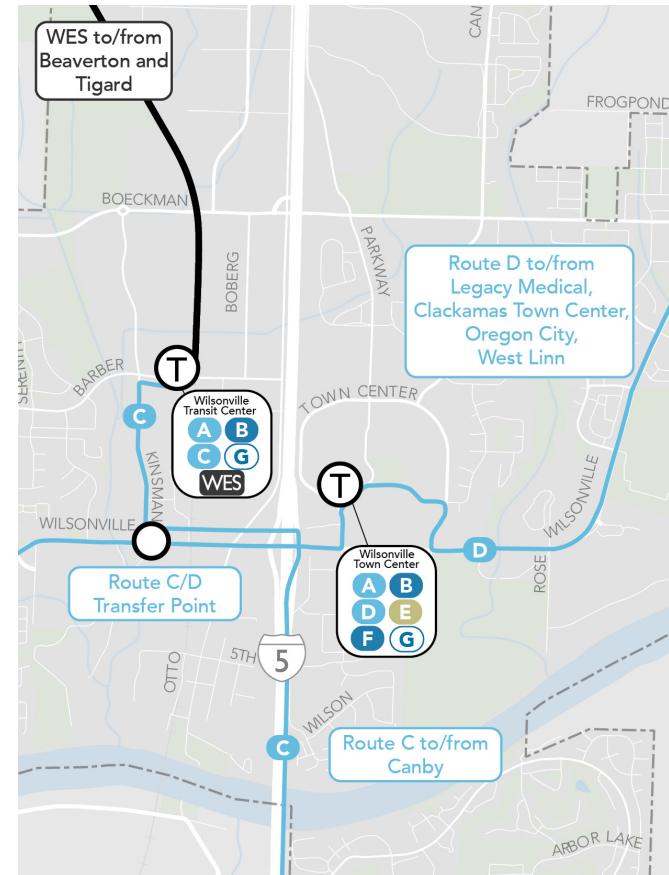 WES to/from
Beaverton and
Tigard
CAN
FROGPOND
BOECKMAN
BOBERG
PARKWAY
Route D to/from
Legacy Medical,
Clackamas Town Center,
Oregon City,
West Linn
SERENITY
BARBER
T
Wilsonville
Transit Center
A B
C G
WES
C
KINSMAN
TOWN CENTER
T
WILSONVILLE
WILSONVILLE
D
ROSE
Wilsonville
Town Center
A B
D E
F G
Route C/D
Transfer Point
OTTO
5TH
5
WILSON
C
Route C to/from
Canby
ARBOR LAKE